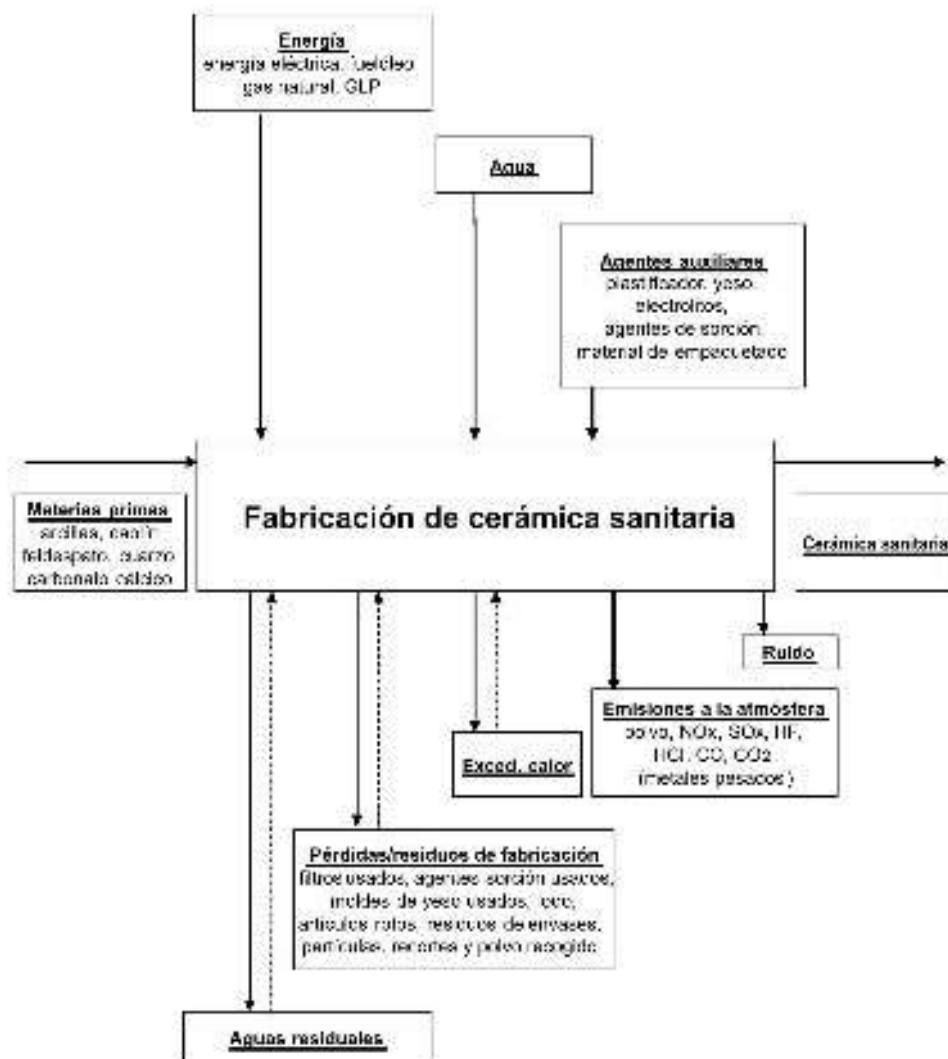 Energía
energía eléctrica, fuelóleo
gas natural, GLP
Agua
Agentes auxiliares
plastificador, yeso,
electrolitos,
agentes de sorción,
material de empaquetado
Fabricación de cerámica sanitaria
Materias primas
arcillas, caolín
feldespato, cuarzo
carbonato cálcico
Cerámica sanitaria
Ruido
Emisiones a la atmósfera
polvo, NOx, SOx, HF,
HCl, CO, CO2
(metales pesados)
Exced. calor
Pérdidas/residuos de fabricación
filtros usados, agentes sorción usados,
moldes de yeso usados, lodo,
artículos rotos, residuos de envases,
partículas, recortes y polvo recogido
Aguas residuales